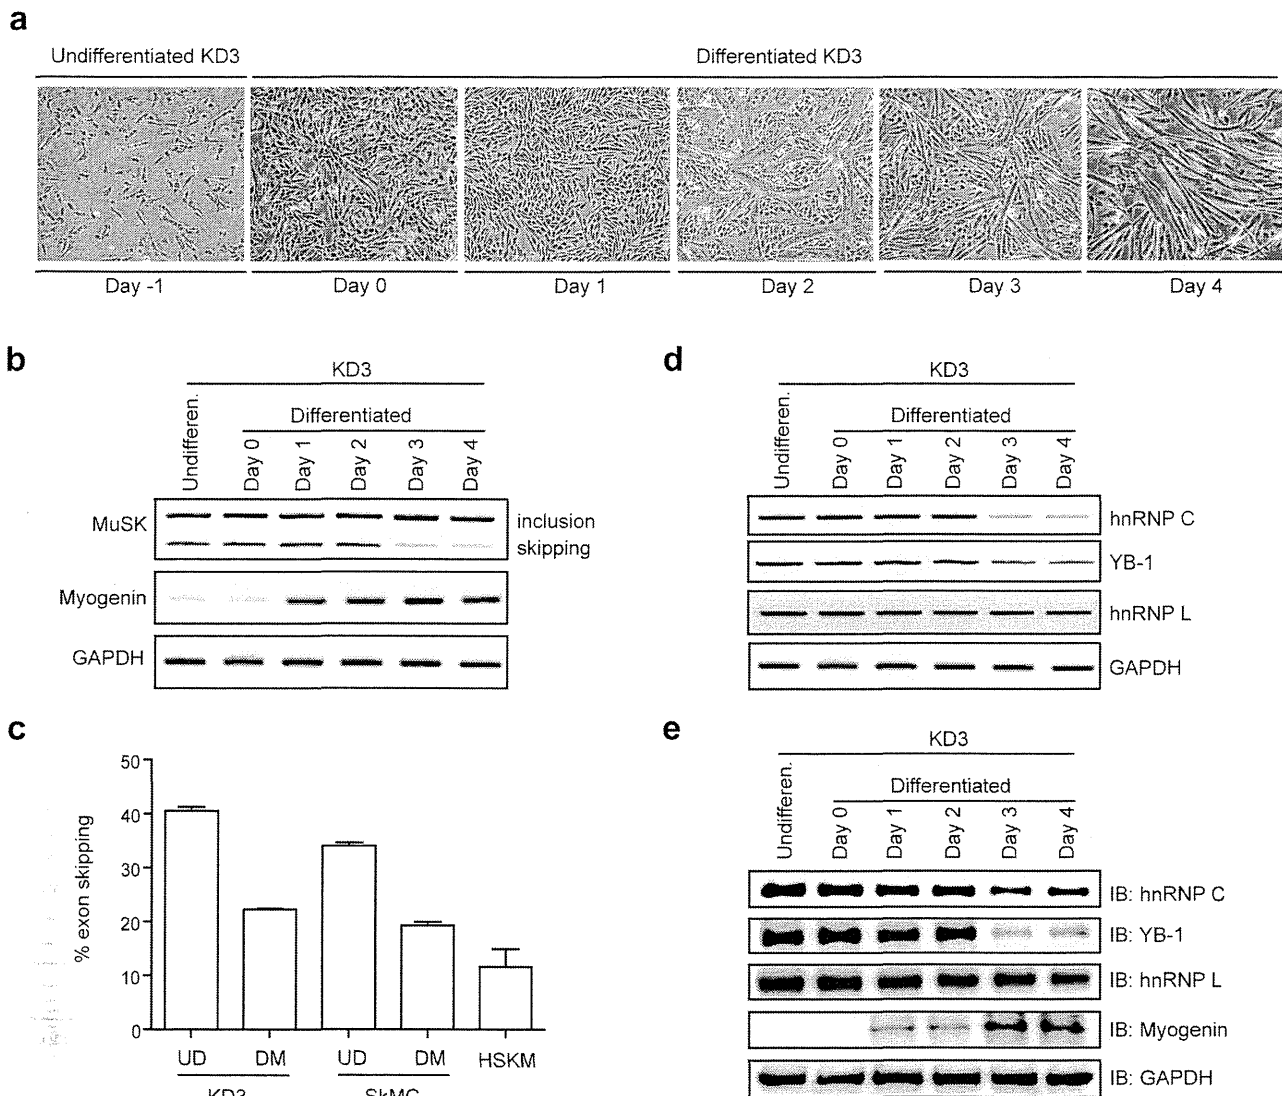 a
Undifferentiated KD3
Differentiated KD3
Day -1
Day 0
Day 1
Day 2
Day 3
Day 4
b
KD3
Undifferen.
Differentiated
Day 0
Day 1
Day 2
Day 3
Day 4
MuSK
inclusion
skipping
Myogenin
GAPDH
c
% exon skipping
50
40
30
20
10
0
UD
DM
UD
DM
HSKM
KD3
SkMC
d
KD3
Undifferen.
Differentiated
Day 0
Day 1
Day 2
Day 3
Day 4
hnRNP C
YB-1
hnRNP L
GAPDH
e
KD3
Undifferen.
Differentiated
Day 0
Day 1
Day 2
Day 3
Day 4
IB: hnRNP C
IB: YB-1
IB: hnRNP L
IB: Myogenin
IB: GAPDH